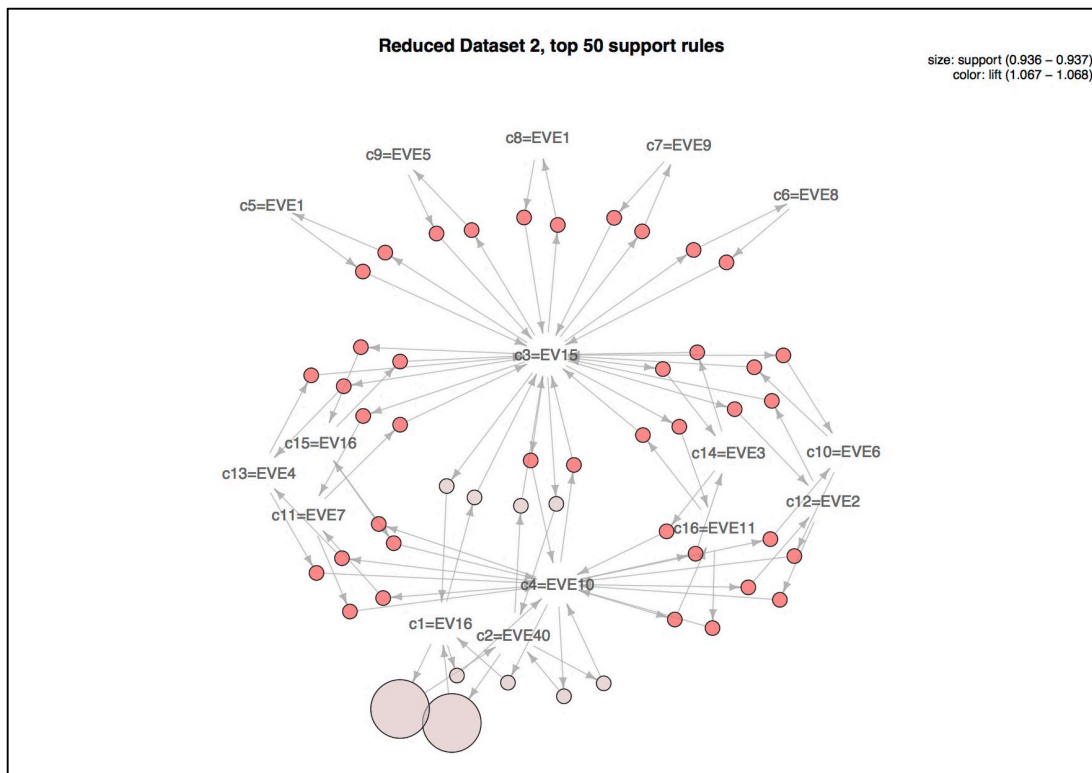 Reduced Dataset 2, top 50 support rules
size: support (0.936 – 0.937)
color: lift (1.067 – 1.068)
c8=EVE1
c7=EVE9
c9=EVE5
c6=EVE8
c5=EVE1
c3=EV15
c15=EV16
c14=EVE3
c10=EVE6
c13=EVE4
c12=EVE2
c11=EVE7
c16=EVE11
c4=EVE10
c1=EV16
c2=EVE40